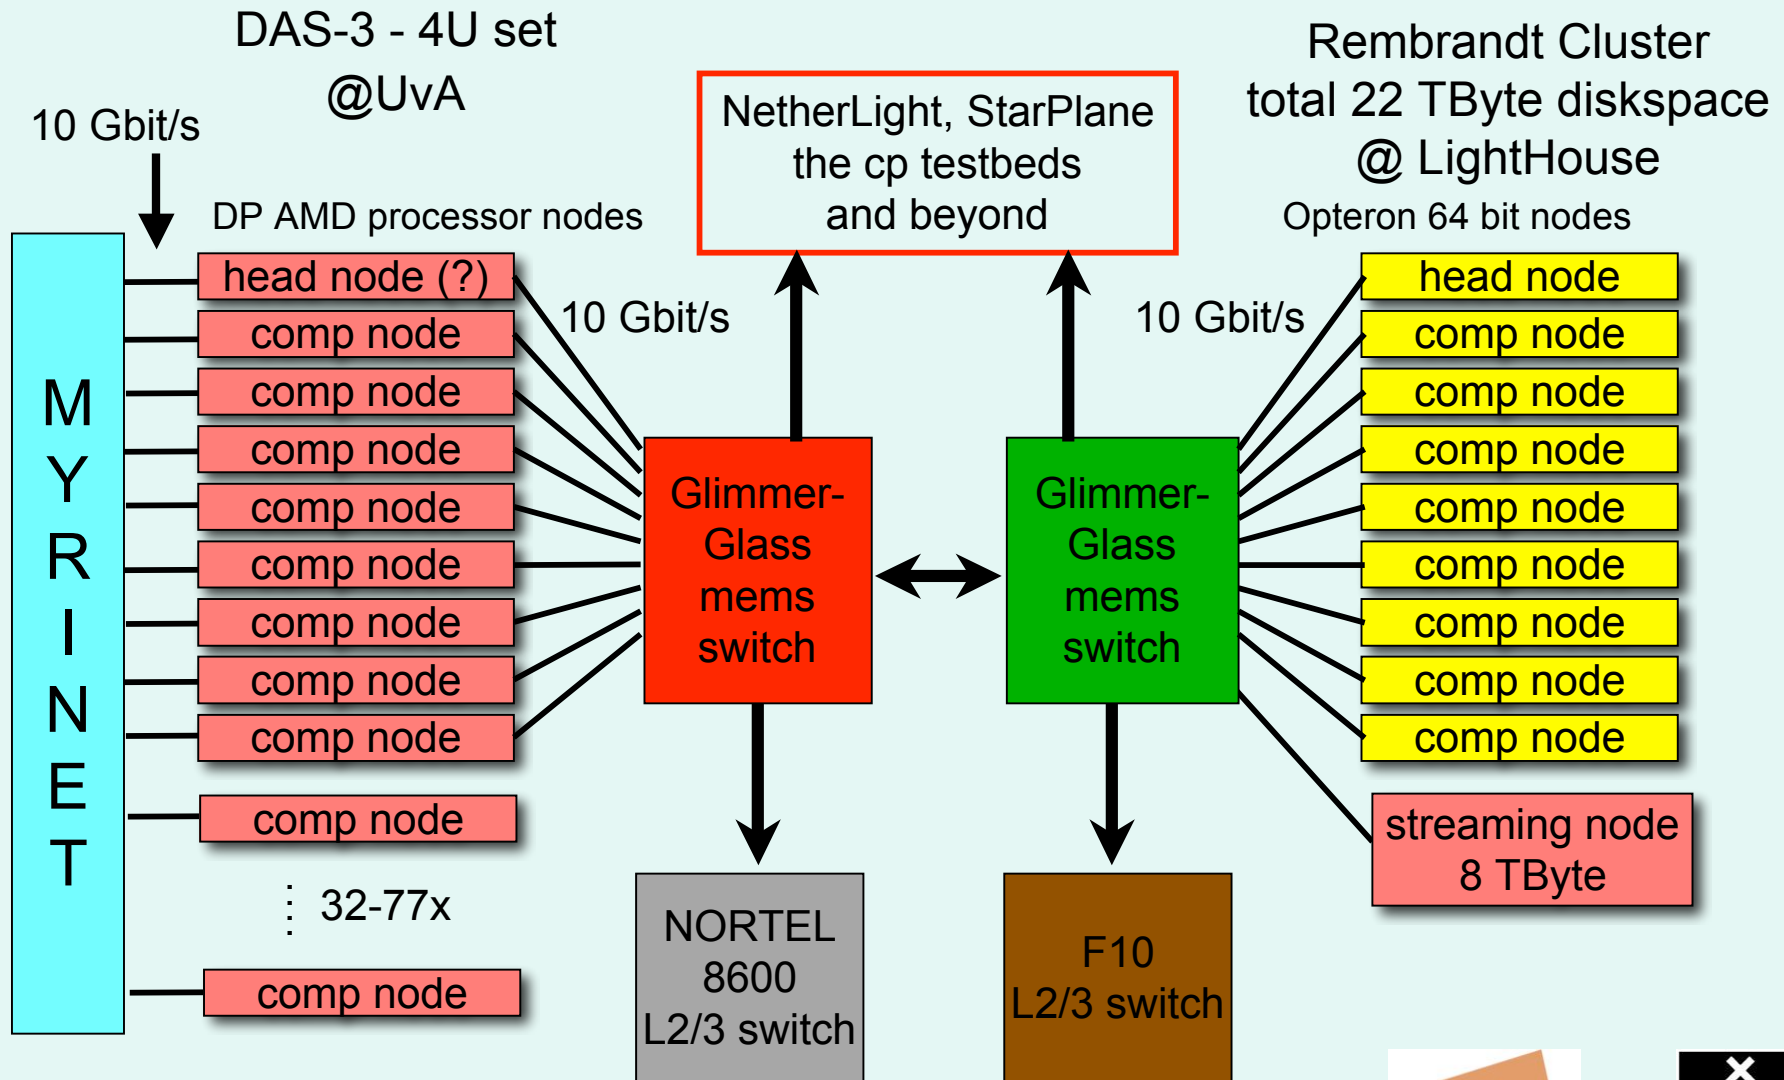 DAS-3 - 4U set
@UvA
10 Gbit/s
DP AMD processor nodes
M
Y
R
I
N
E
T
head node (?)
comp node
comp node
comp node
comp node
comp node
comp node
comp node
comp node
comp node
32-77x
comp node
10 Gbit/s
NetherLight, StarPlane
the cp testbeds
and beyond
Glimmer-
Glass
mems
switch
NORTEL
8600
L2/3 switch
10 Gbit/s
Glimmer-
Glass
mems
switch
F10
L2/3 switch
Rembrandt Cluster
total 22 TByte diskspace
@ LightHouse
Opteron 64 bit nodes
head node
comp node
comp node
comp node
comp node
comp node
comp node
comp node
comp node
streaming node
8 TByte